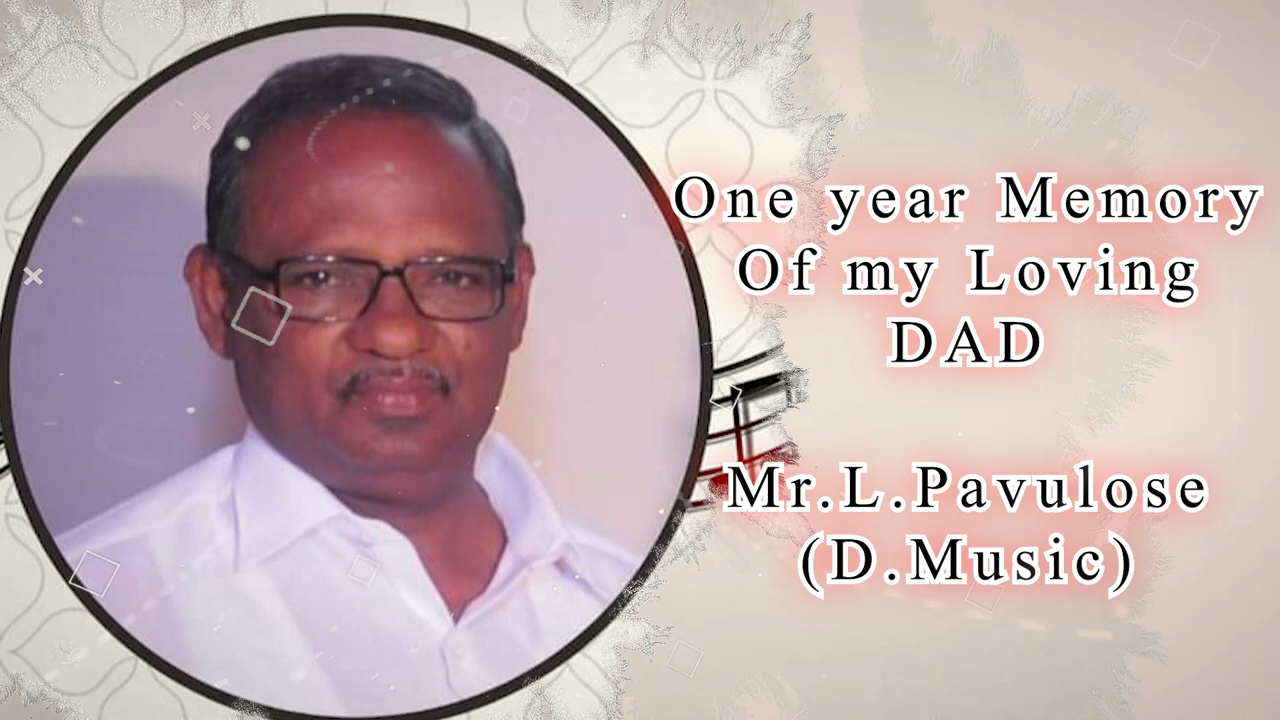 One year Memory
Of my Loving
DAD
Mr.L.Pavulose
(D.Music)